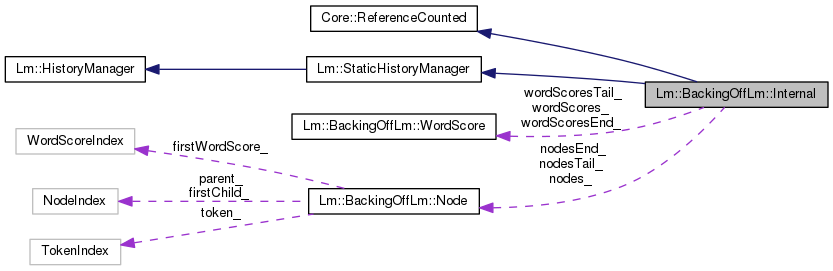 Core::ReferenceCounted
Lm::HistoryManager
Lm::StaticHistoryManager
Lm::BackingOffLm::Internal
wordScoresTail_
wordScores_
wordScoresEnd_
Lm::BackingOffLm::WordScore
WordScoreIndex
firstWordScore_
nodesEnd_
nodesTail_
nodes_
parent_
firstChild_
NodeIndex
Lm::BackingOffLm::Node
token_
TokenIndex